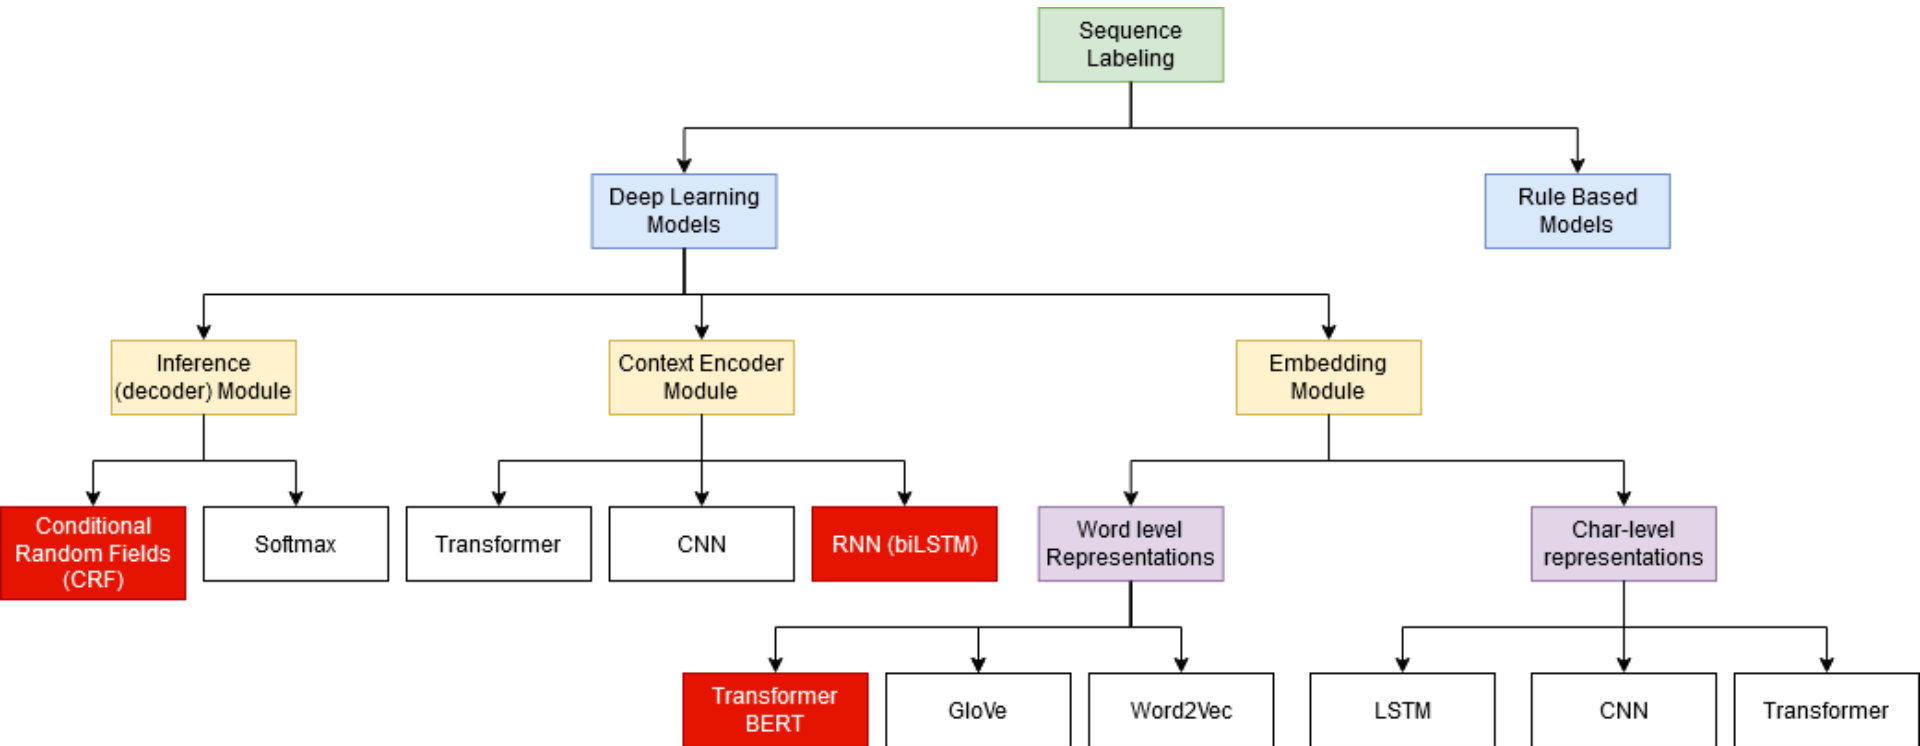 Sequence
Labeling
Deep Learning
Models
Rule Based
Models
Inference
(decoder) Module
Context Encoder
Module
Embedding
Module
Conditional
Random Fields
(CRF)
Softmax
Transformer
CNN
RNN (biLSTM)
Word level
Representations
Char-level
representations
Transformer
BERT
GloVe
Word2Vec
LSTM
CNN
Transformer